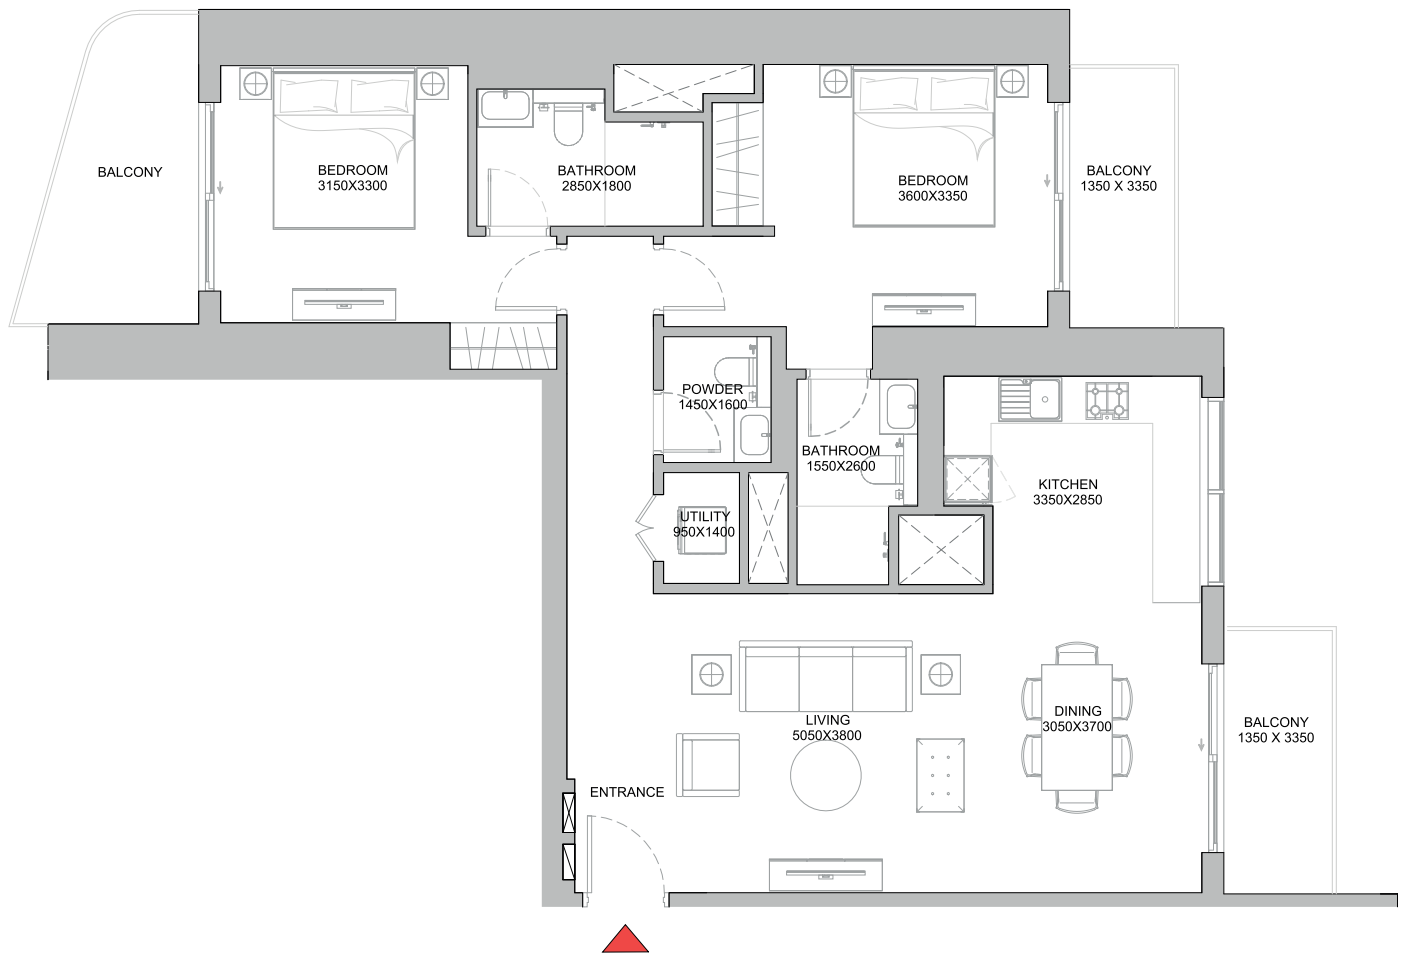 BALCONY
BEDROOM
3150X3300
BATHROOM
2850X1800
BEDROOM
3600X3350
BALCONY
1350 X 3350
POWDER
1450X1600
BATHROOM
1550X2600
KITCHEN
3350X2850
UTILITY
950X1400
LIVING
5050X3800
DINING
3050X3700
BALCONY
1350 X 3350
ENTRANCE